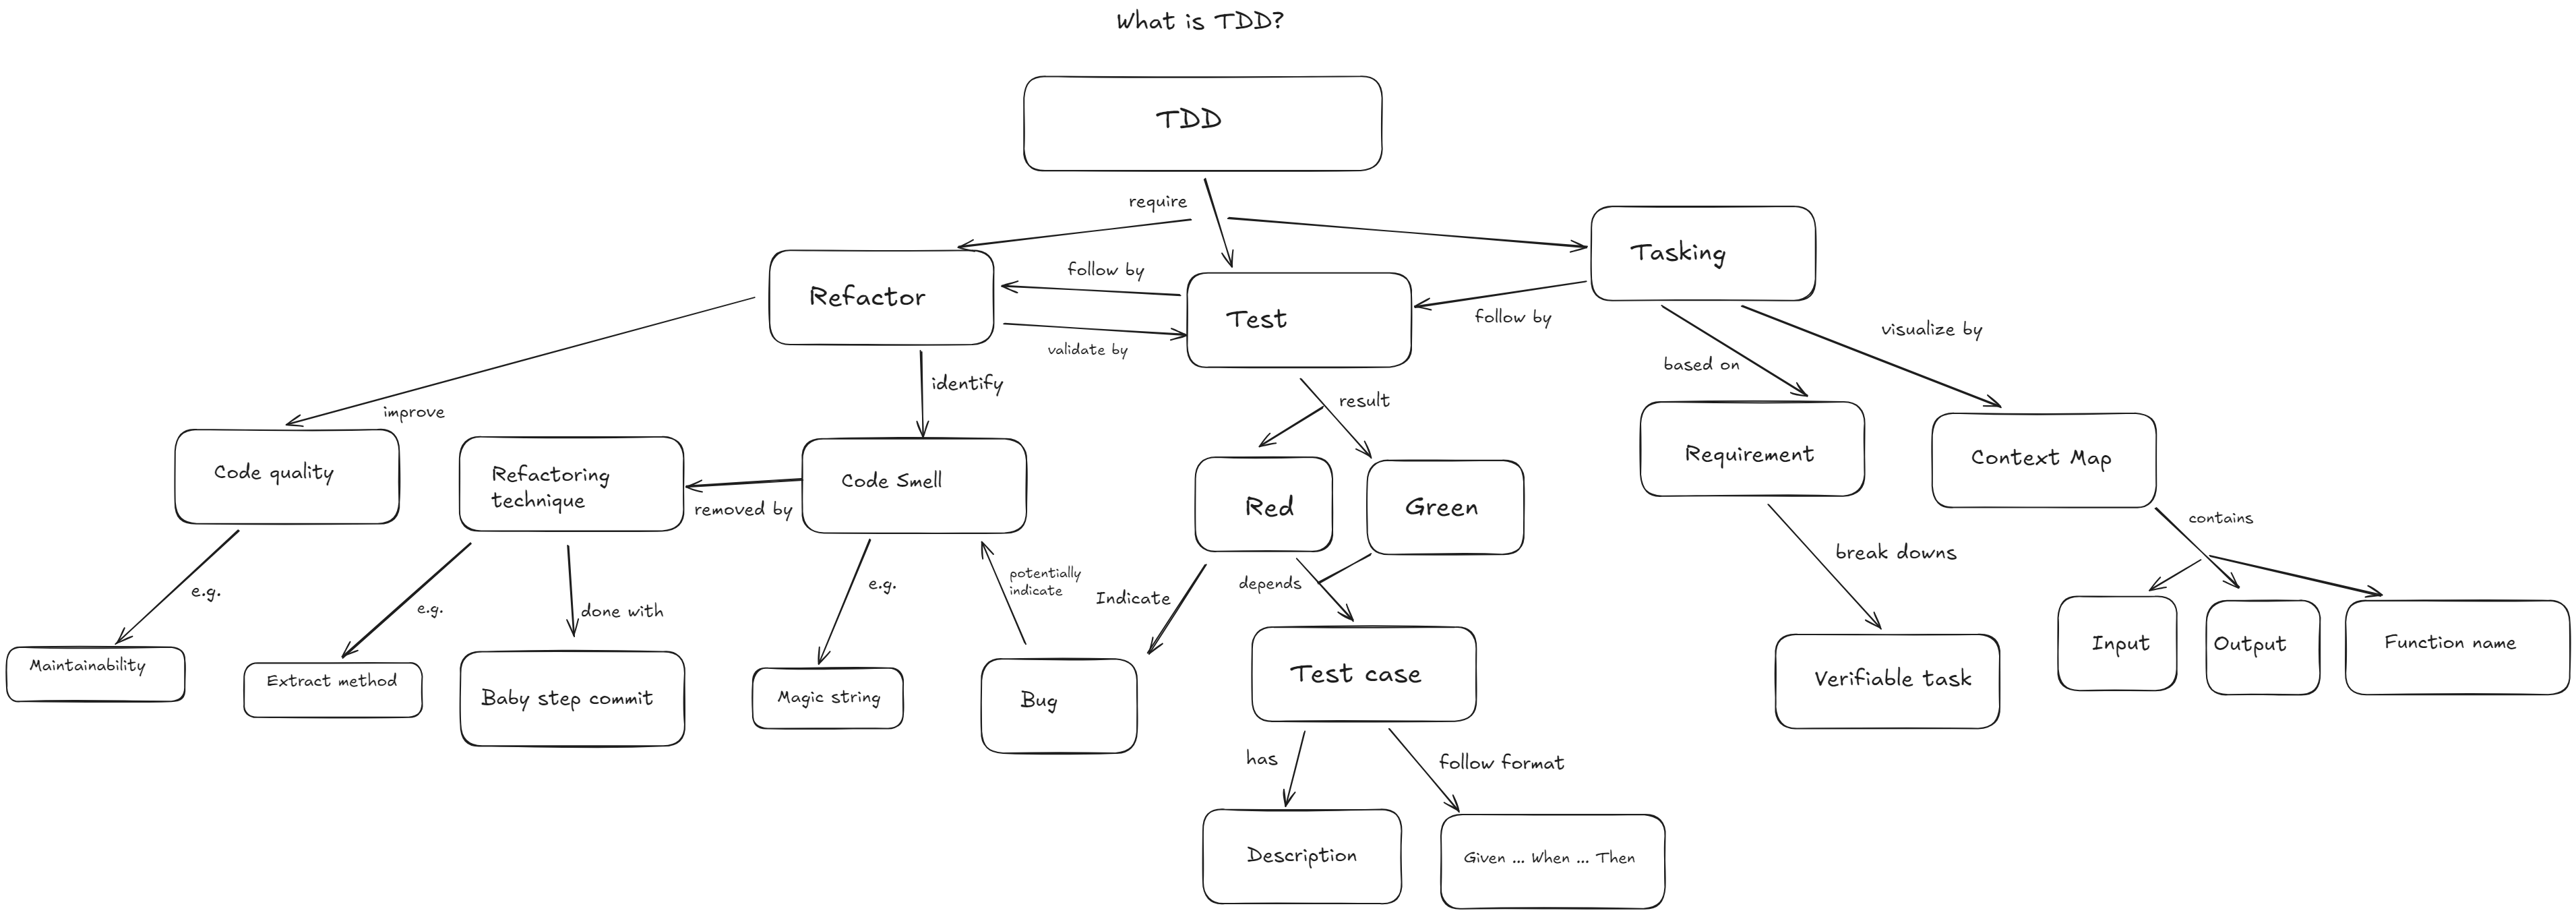 What is TDD?
TDD
require
Tasking
Refactor
follow by
Test
validate by
follow by
visualize by
based on
identify
improve
result
Code quality
Refactoring
technique
removed by
Code Smell
Red
Green
Requirement
Context Map
contains
break downs
e.g.
e.g.
done with
e.g.
potentially
indicate
Indicate
depends
Maintainability
Extract method
Baby step commit
Magic string
Bug
Test case
Verifiable task
Input
Output
Function name
has
follow format
Description
Given ... When ... Then